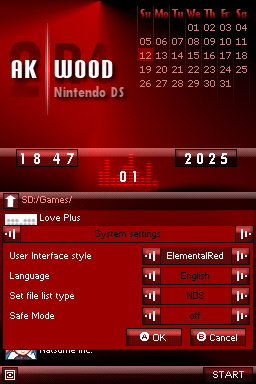 Su Mo Tu We Th Fr Sa
01 02 03 04
05 06 07 08 09 10 11
12 13 14 15 16 17 18
19 20 21 22 23 24 25
26 27 28 29 30 31
AK WOOD
Nintendo DS
18 47
2025
01
SD:/Games/
Love Plus
System settings
User Interface style ElementalRed
Language English
Set file list type NDS
Safe Mode off
A OK B Cancel
Natsume Inc.
START